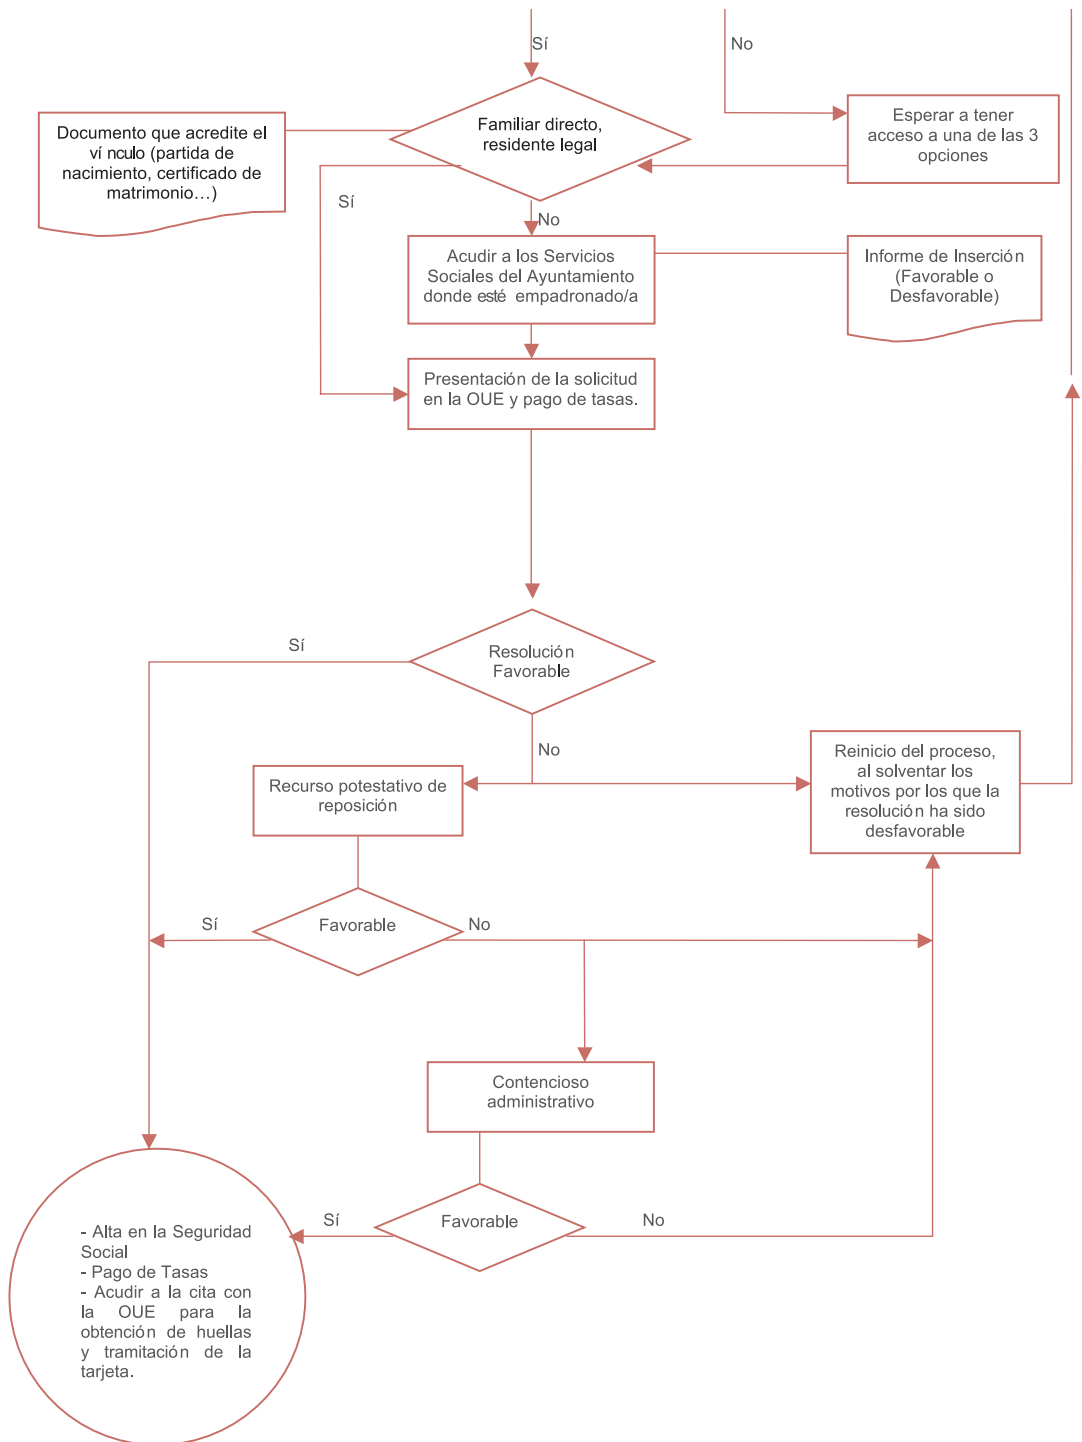 Sí
No
Familiar directo,
residente legal
Esperar a tener
acceso a una de las 3
opciones
Documento que acredite el
ví nculo (partida de
nacimiento, certificado de
matrimonio…)
Sí
No
Acudir a los Servicios
Sociales del Ayuntamiento
donde esté empadronado/a
Informe de Inserción
(Favorable o
Desfavorable)
Presentación de la solicitud
en la OUE y pago de tasas.
Sí
Resolución
Favorable
No
Reinicio del proceso,
al solventar los
motivos por los que la
resolución ha sido
desfavorable
Recurso potestativo de
reposición
Sí
Favorable
No
Contencioso
administrativo
Sí
Favorable
No
- Alta en la Seguridad
Social
- Pago de Tasas
- Acudir a la cita con
la OUE para la
obtención de huellas
y tramitación de la
tarjeta.